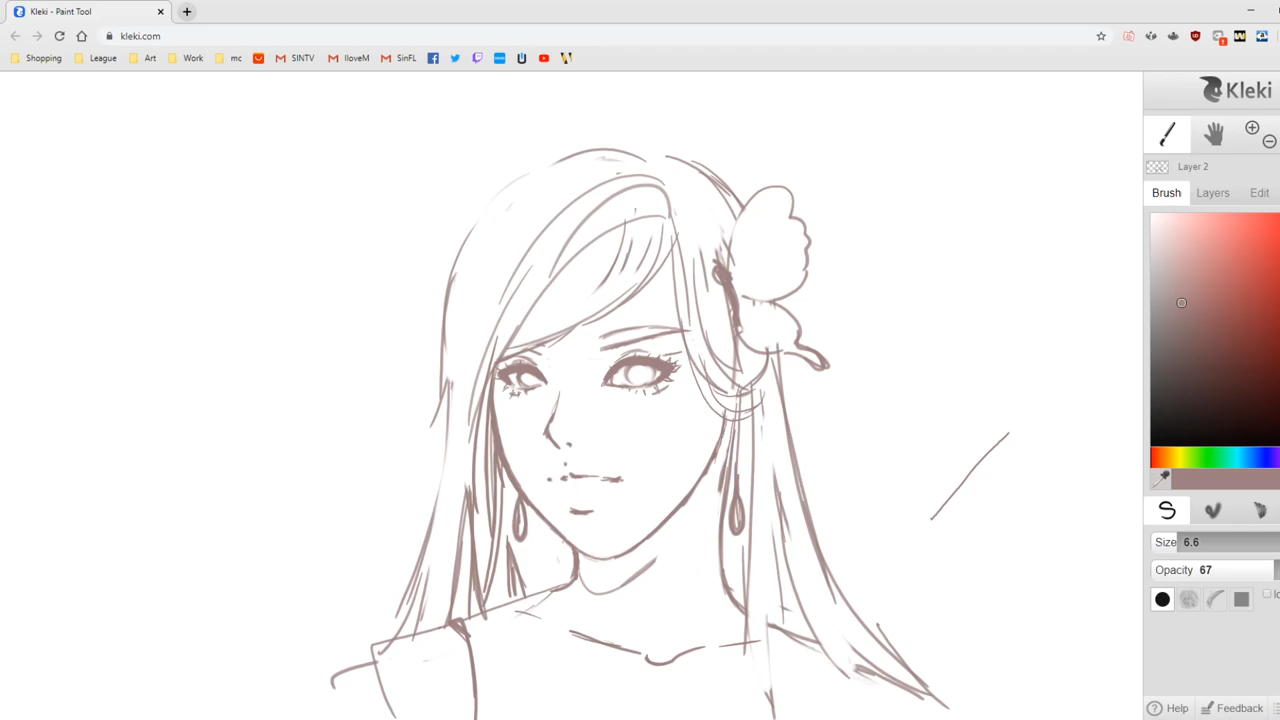 Kleki - Paint Tool
kleki.com
Shopping League Art Work mc SINTV IloveM SinFL
Kleki
Layer 2
Brush Layers Edit
Size 6.6
Opacity 67
Help Feedback